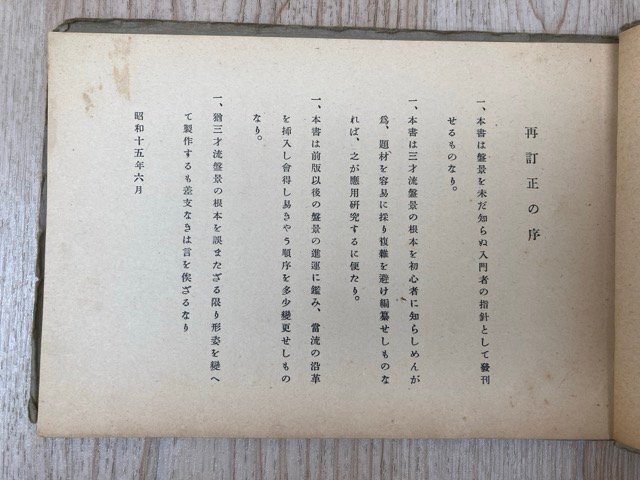 再訂正の序
一、本書は盤景を未だ知らぬ入門者の指針として發刊
せるものなり。
一、本書は三才流盤景の根本を初心者に知らしめんが
爲、題材を容易に採り複雜を避け編纂せしものな
れば、之が應用研究するに便たり。
一、本書は前版以後の盤景の進運に鑑み、當流の沿革
を挿入し會得し易きやう順序を多少變更せしもの
なり。
一、猶三才流盤景の根本を誤またざる限り形姿を變へ
て製作するも差支なきは言を俟ざるなり
昭和十五年六月